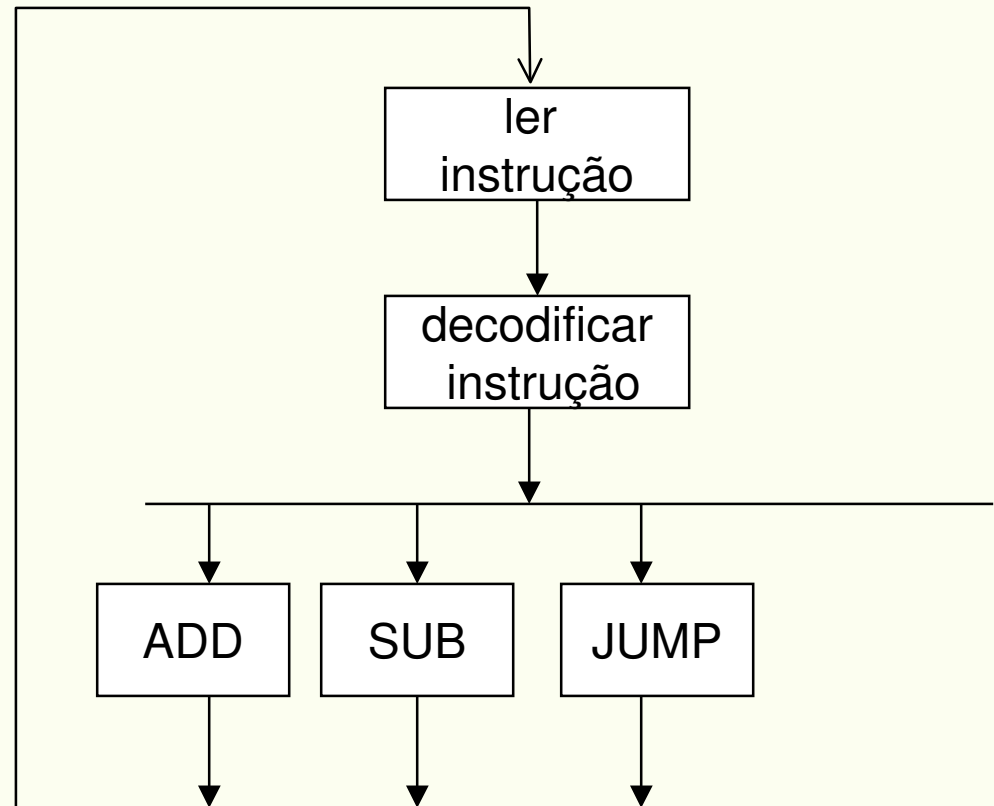 ler
instrução
decodificar
instrução
ADD
SUB
JUMP